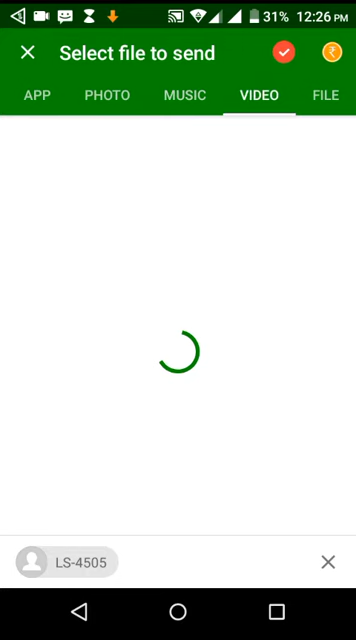 31% 12:26 PM
Select file to send
₹
APP PHOTO MUSIC VIDEO FILE
LS-4505